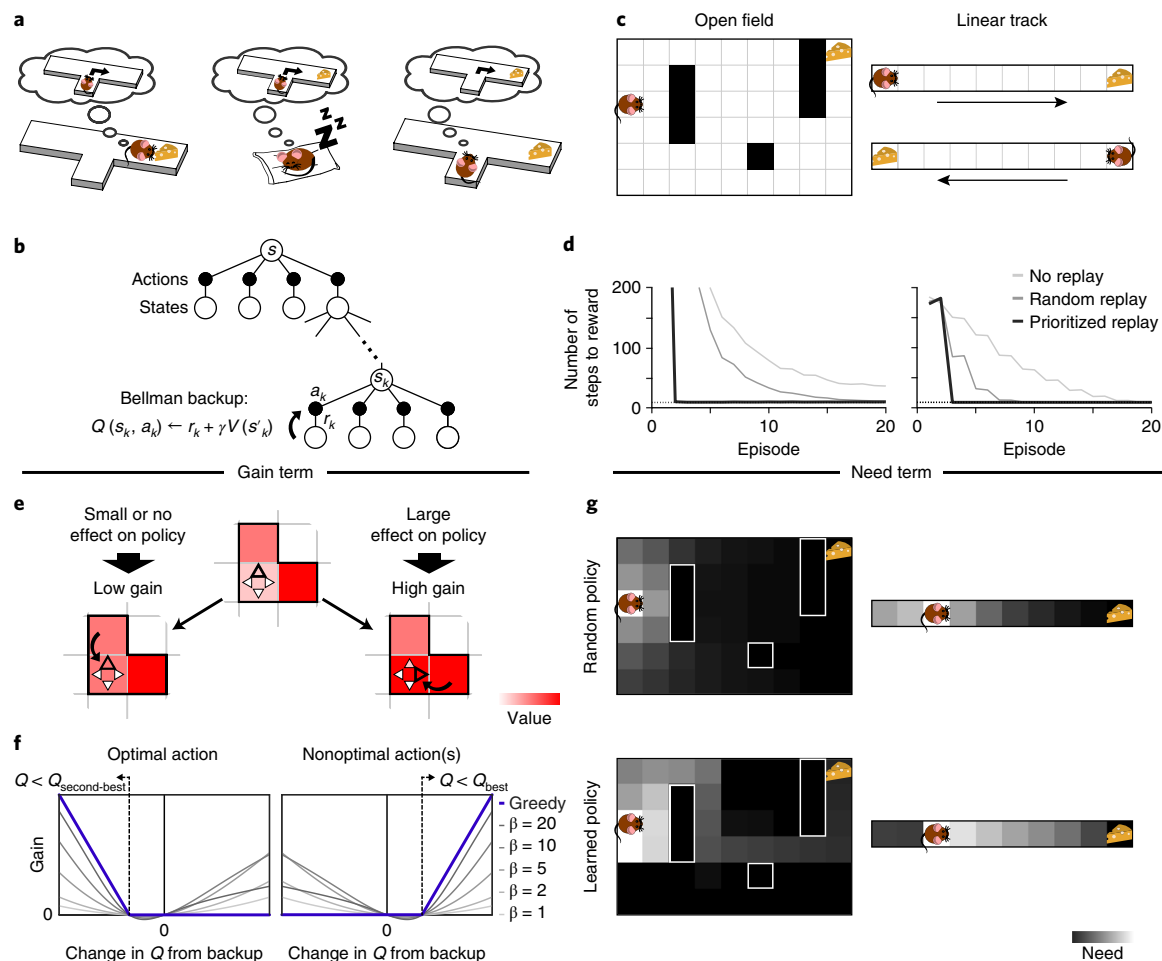 a
z
z
z
b
s
Actions
States
s_k
a_k
r_k
Bellman backup:
Q (s_k, a_k) ← r_k + γV (s'_k)
c
Open field
Linear track
d
No replay
Random replay
Prioritized replay
Number of
steps to reward
200
100
0
0
10
20
0
10
20
Episode
Episode
Gain term
Need term
e
Small or no
effect on policy
Low gain
Large
effect on policy
High gain
Value
f
Optimal action
Nonoptimal action(s)
Q < Q_second-best
Q < Q_best
Greedy
β = 20
β = 10
β = 5
β = 2
β = 1
Gain
0
0
0
Change in Q from backup
Change in Q from backup
g
Random policy
Learned policy
Need